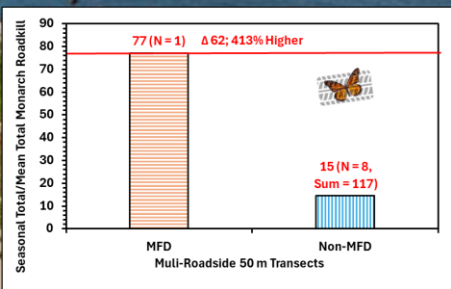 Seasonal Total/Mean Total Monarch Roadkill
90
80
70
60
50
40
30
20
10
0
77 (N = 1)
Δ 62; 413% Higher
15 (N = 8,
Sum = 117)
MFD
Non-MFD
Muli-Roadside 50 m Transects